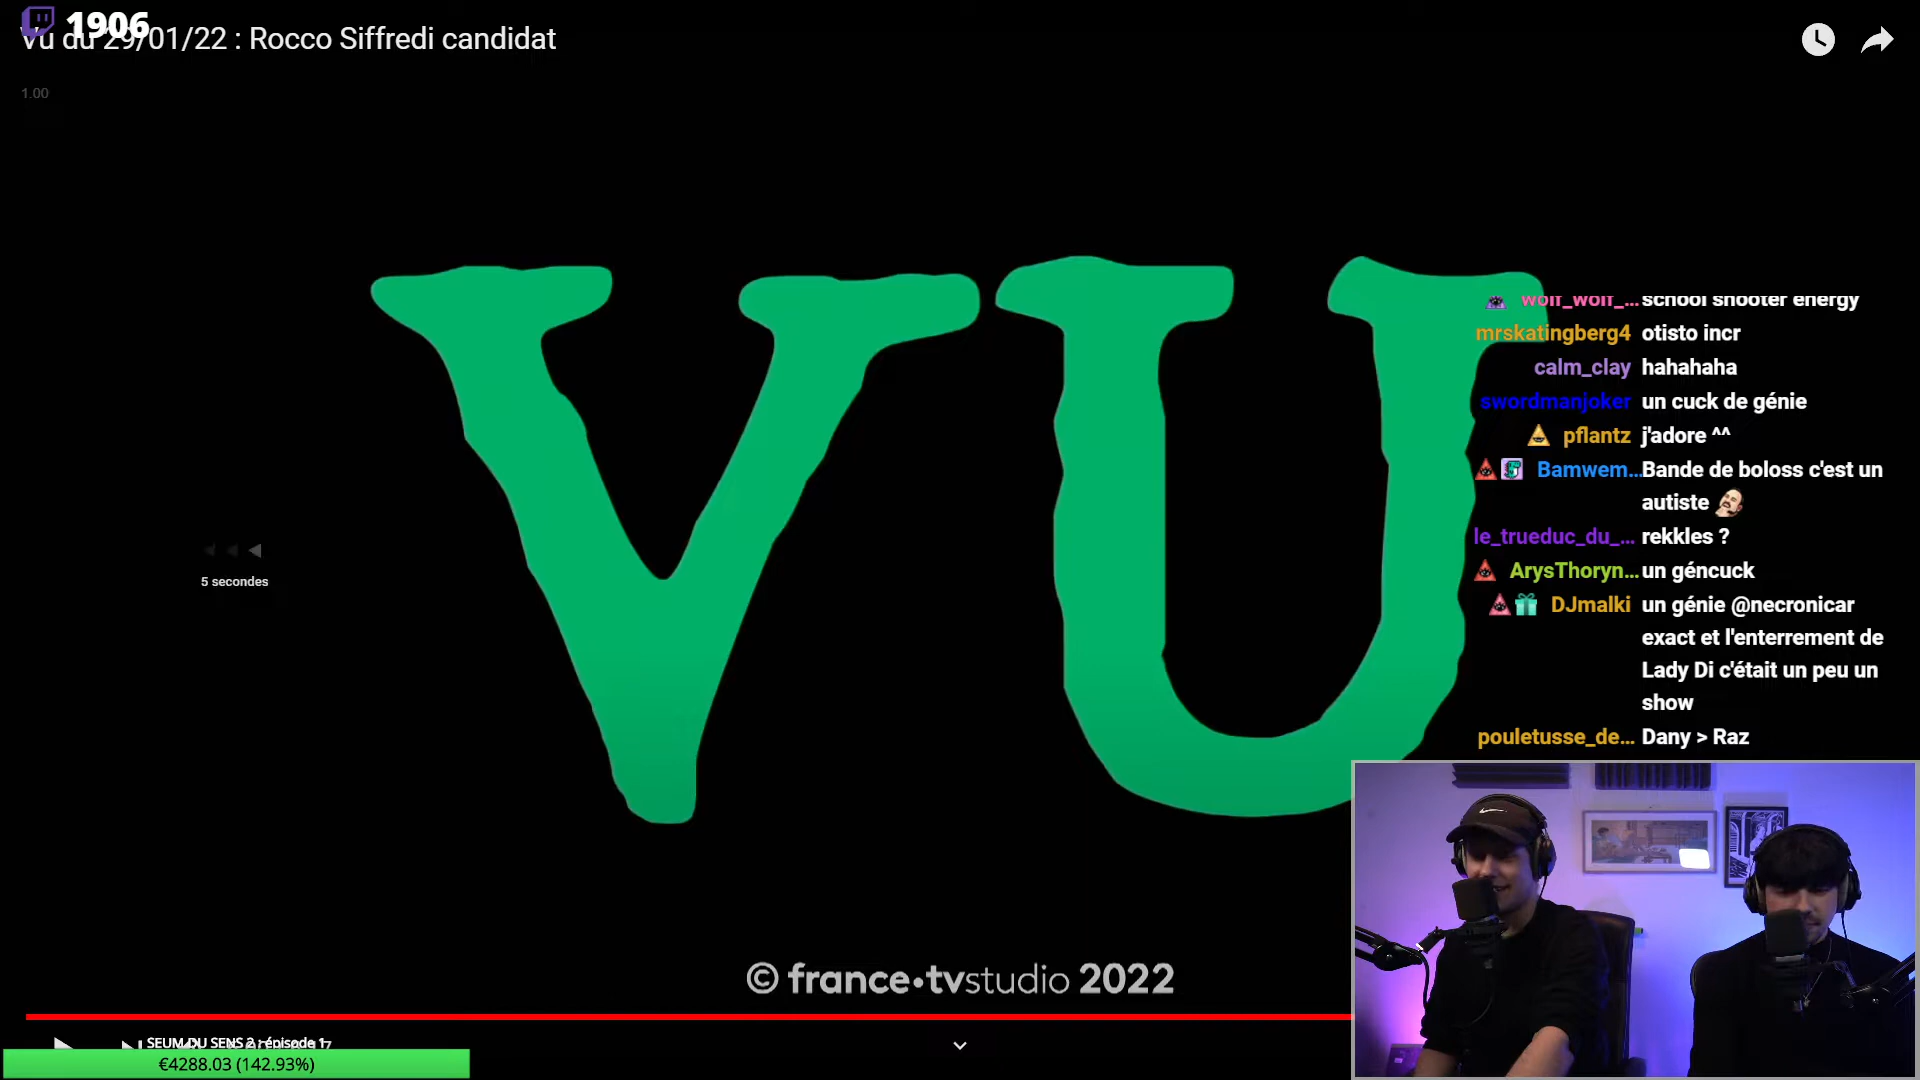 1906
Vu du 29/01/22 : Rocco Siffredi candidat
1.00
VU
wolf_wolf_... school shooter energy
mrskatingberg4 otisto incr
calm_clay hahahaha
swordmanjoker un cuck de génie
pflantz j'adore ^^
Bamwem... Bande de boloss c'est un
autiste
le_trueduc_du_... rekkles ?
5 secondes
ArysThoryn... un géncuck
DJmalki un génie @necronicar
exact et l'enterrement de
Lady Di c'était un peu un
show
pouletusse_de... Dany > Raz
© france•tvstudio 2022
SEUM DU SENS 2 : épisode 1
€4288.03 (142.93%)